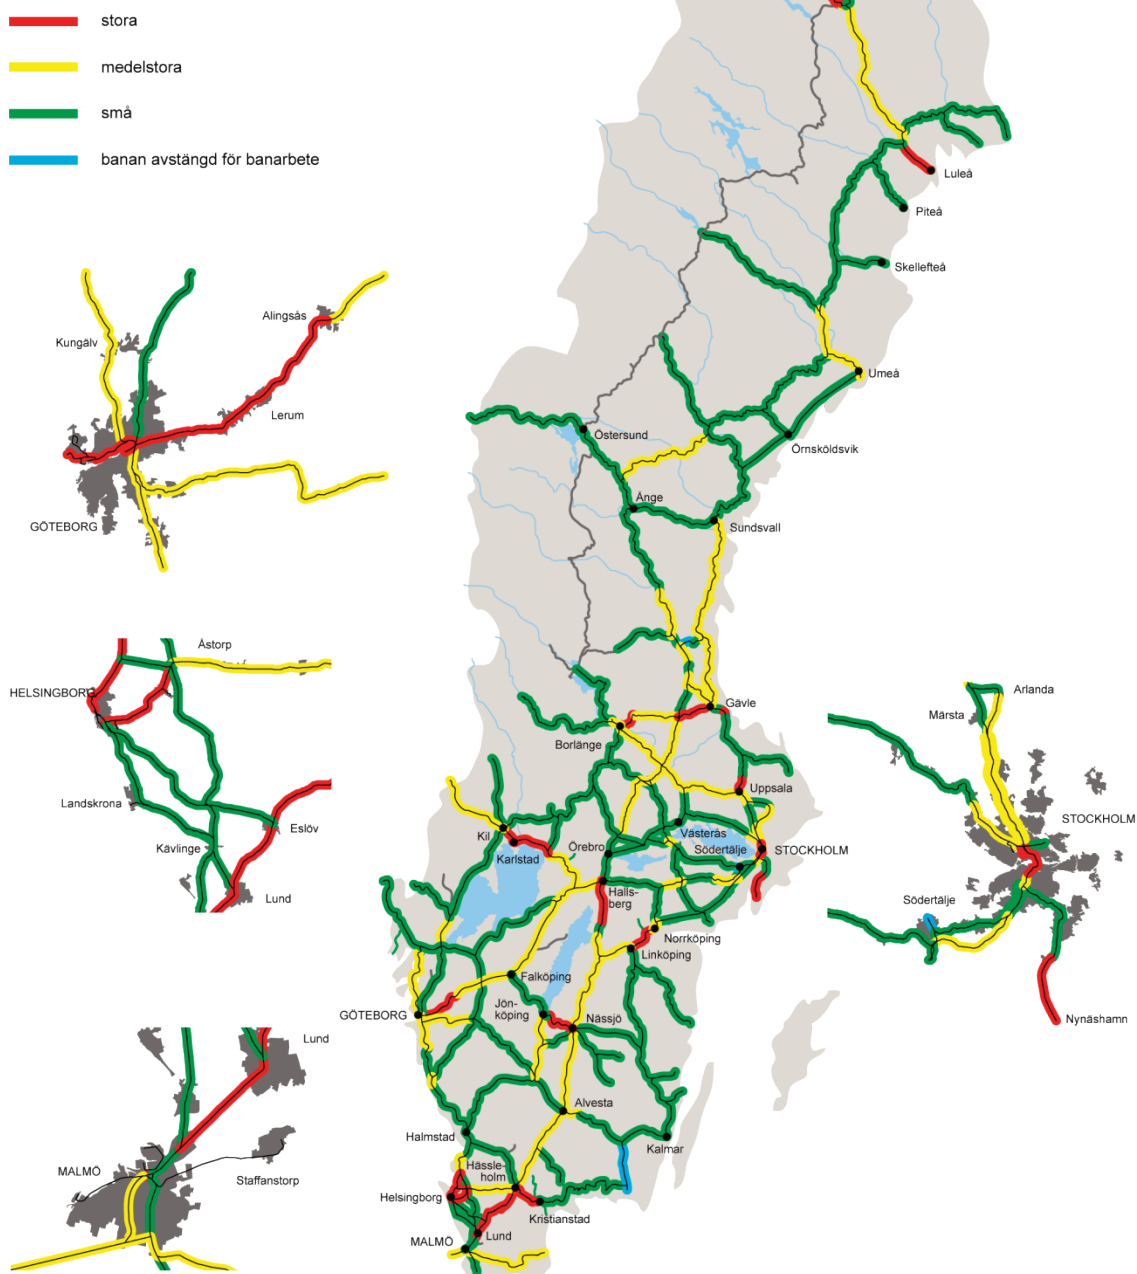 stora
medelstora
små
banan avstängd för banarbete
Luleå
Piteå
Skellefteå
Umeå
Östersund
Örnsköldsvik
Ånge
Sundsvall
Gävle
Borlänge
Uppsala
Kil
Karlstad
Örebro
Västerås
Södertälje
STOCKHOLM
Halls-
berg
Norrköping
Linköping
Falköping
Jön-
köping
GÖTEBORG
Nässjö
Alvesta
Halmstad
Kalmar
Hässle-
holm
Helsingborg
Kristianstad
MALMÖ
Lund
Alingsås
Kungälv
Lerum
GÖTEBORG
Åstorp
HELSINGBORG
Landskrona
Eslöv
Kävlinge
Lund
Lund
MALMÖ
Staffanstorp
Arlanda
Märsta
STOCKHOLM
Södertälje
Nynäshamn